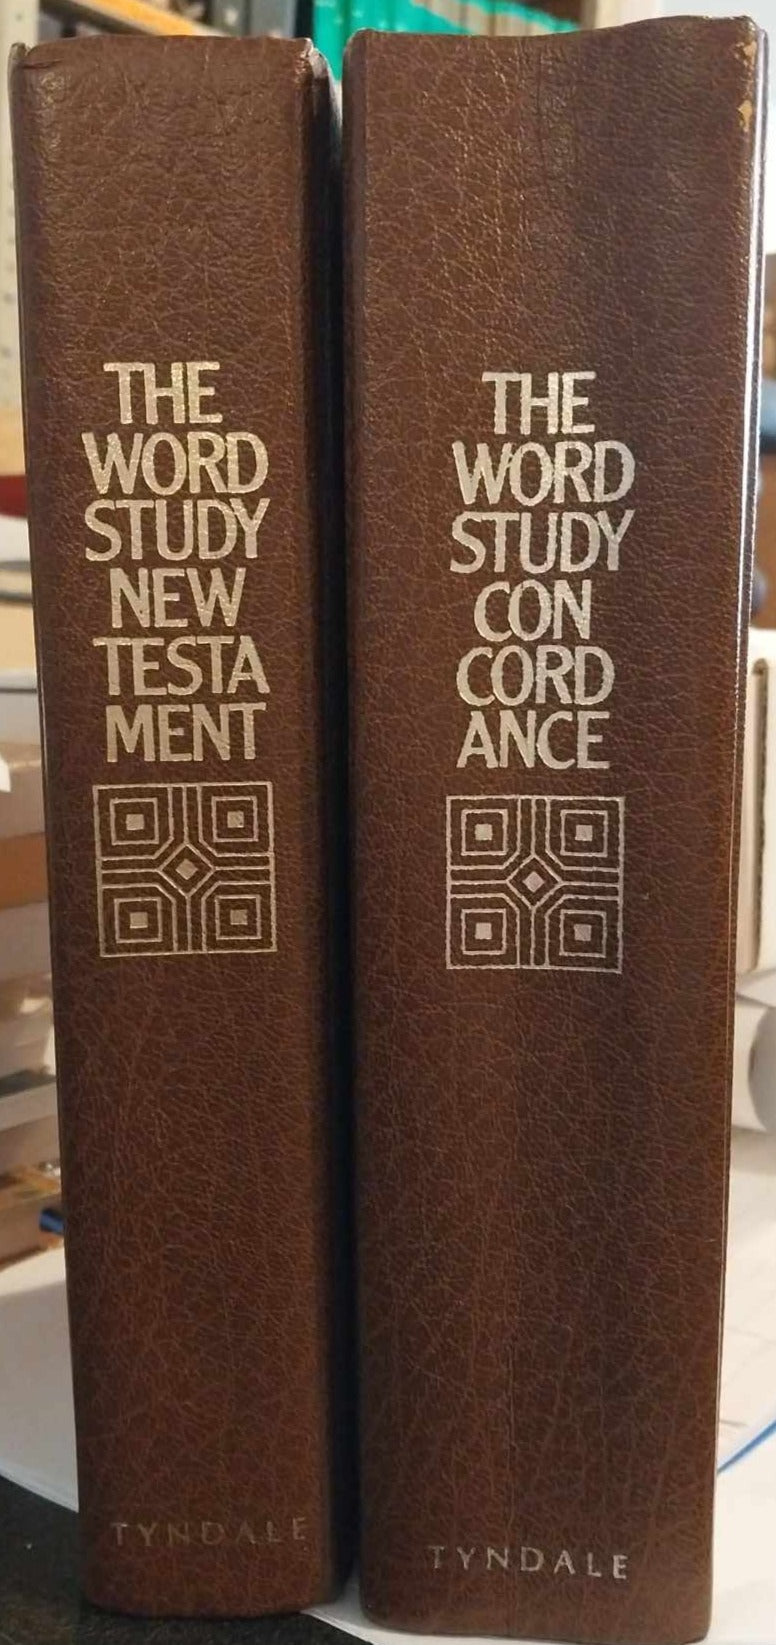 THE
WORD
STUDY
NEW
TESTA
MENT
TYNDALE
THE
WORD
STUDY
CON
CORD
ANCE
TYNDALE